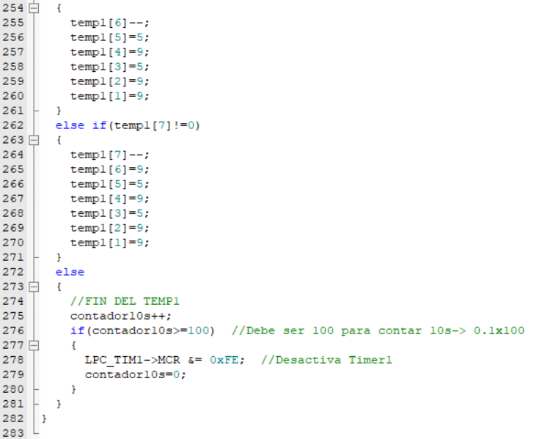 254 {
255 temp1[6]--;
256 temp1[5]=5;
257 temp1[4]=9;
258 temp1[3]=5;
259 temp1[2]=9;
260 temp1[1]=9;
261 }
262 else if(temp1[7]!=0)
263 {
264 temp1[7]--;
265 temp1[6]=9;
266 temp1[5]=5;
267 temp1[4]=9;
268 temp1[3]=5;
269 temp1[2]=9;
270 temp1[1]=9;
271 }
272 else
273 {
274 //FIN DEL TEMP1
275 contador10s++;
276 if(contador10s>=100) //Debe ser 100 para contar 10s-> 0.1x100
277 {
278 LPC_TIM1->MCR &= 0xFE; //Desactiva Timer1
279 contador10s=0;
280 }
281 }
282 }
283